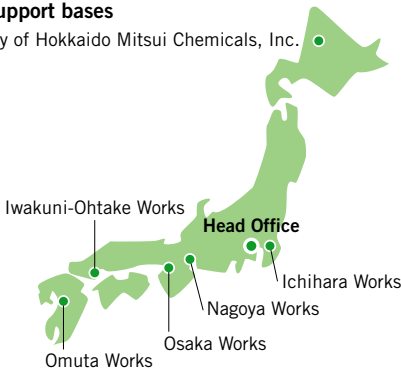 upport bases
y of Hokkaido Mitsui Chemicals, Inc.
Iwakuni-Ohtake Works
Head Office
Ichihara Works
Nagoya Works
Osaka Works
Omuta Works